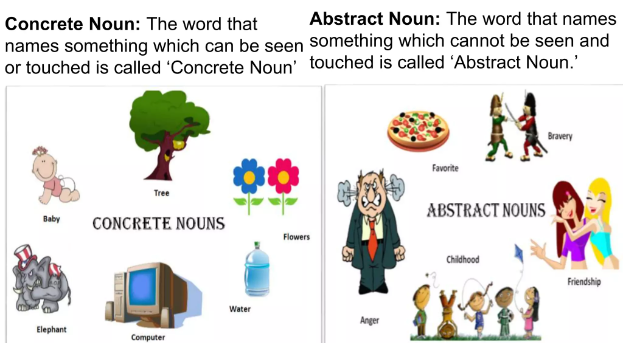 Concrete Noun: The word that
names something which can be seen
or touched is called ‘Concrete Noun’
Abstract Noun: The word that names
something which cannot be seen and
touched is called ‘Abstract Noun.’
Tree
Baby
CONCRETE NOUNS
Flowers
Water
Elephant
Computer
Bravery
Favorite
ABSTRACT NOUNS
Childhood
Friendship
Anger